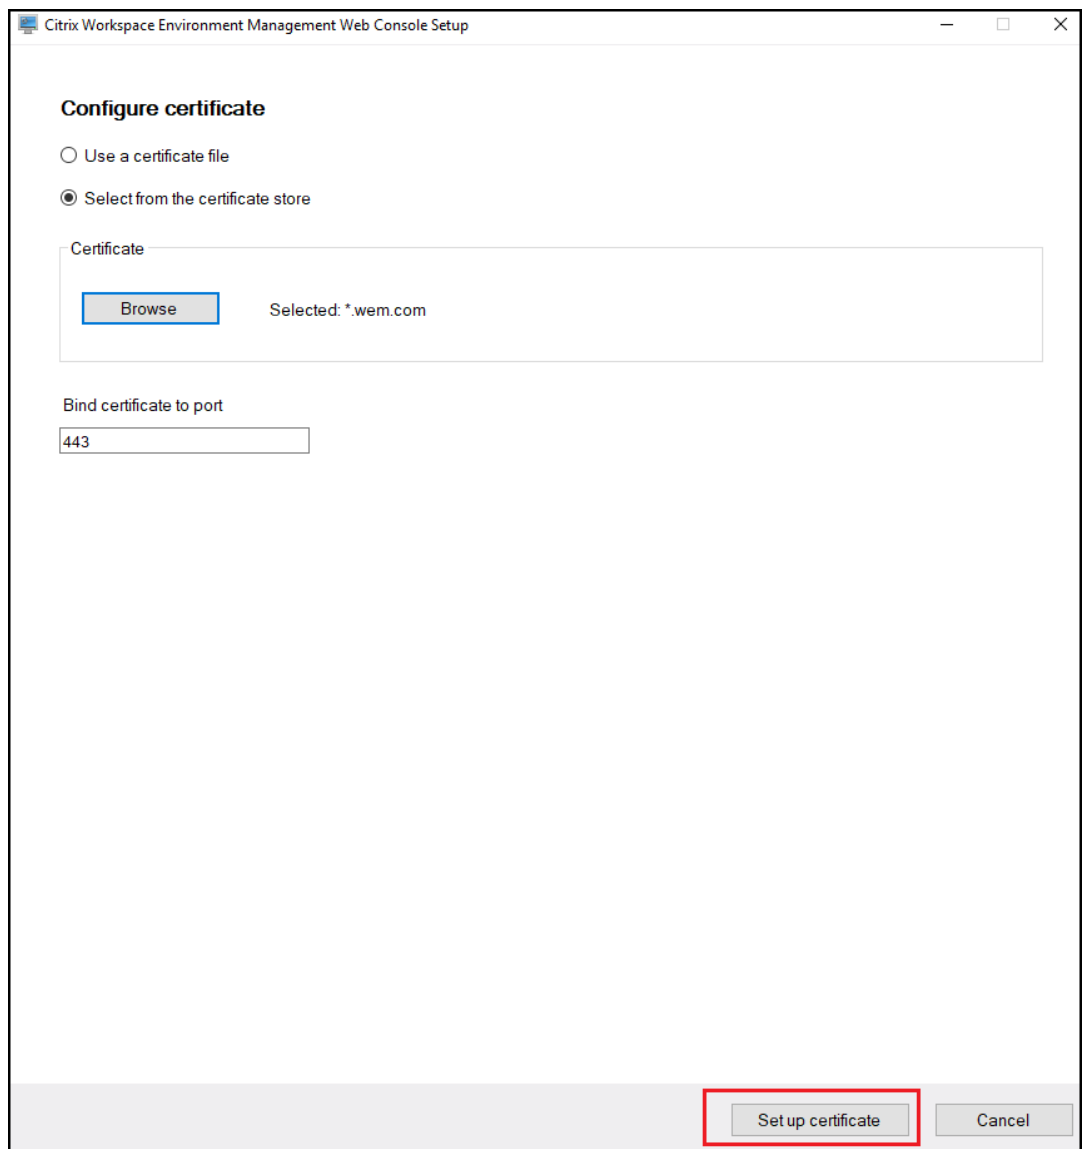 Citrix Workspace Environment Management Web Console Setup
Configure certificate
Use a certificate file
Select from the certificate store
Certificate
Browse Selected: *.wem.com
Bind certificate to port
443
Set up certificate Cancel